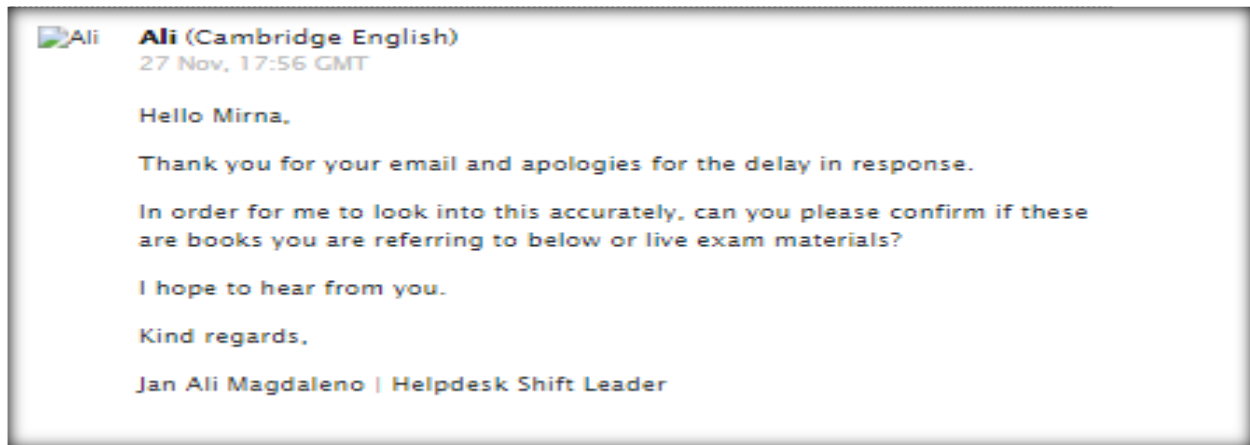 Ali Ali (Cambridge English)
27 Nov, 17:56 GMT
Hello Mirna,
Thank you for your email and apologies for the delay in response.
In order for me to look into this accurately, can you please confirm if these
are books you are referring to below or live exam materials?
I hope to hear from you.
Kind regards,
Jan Ali Magdaleno | Helpdesk Shift Leader